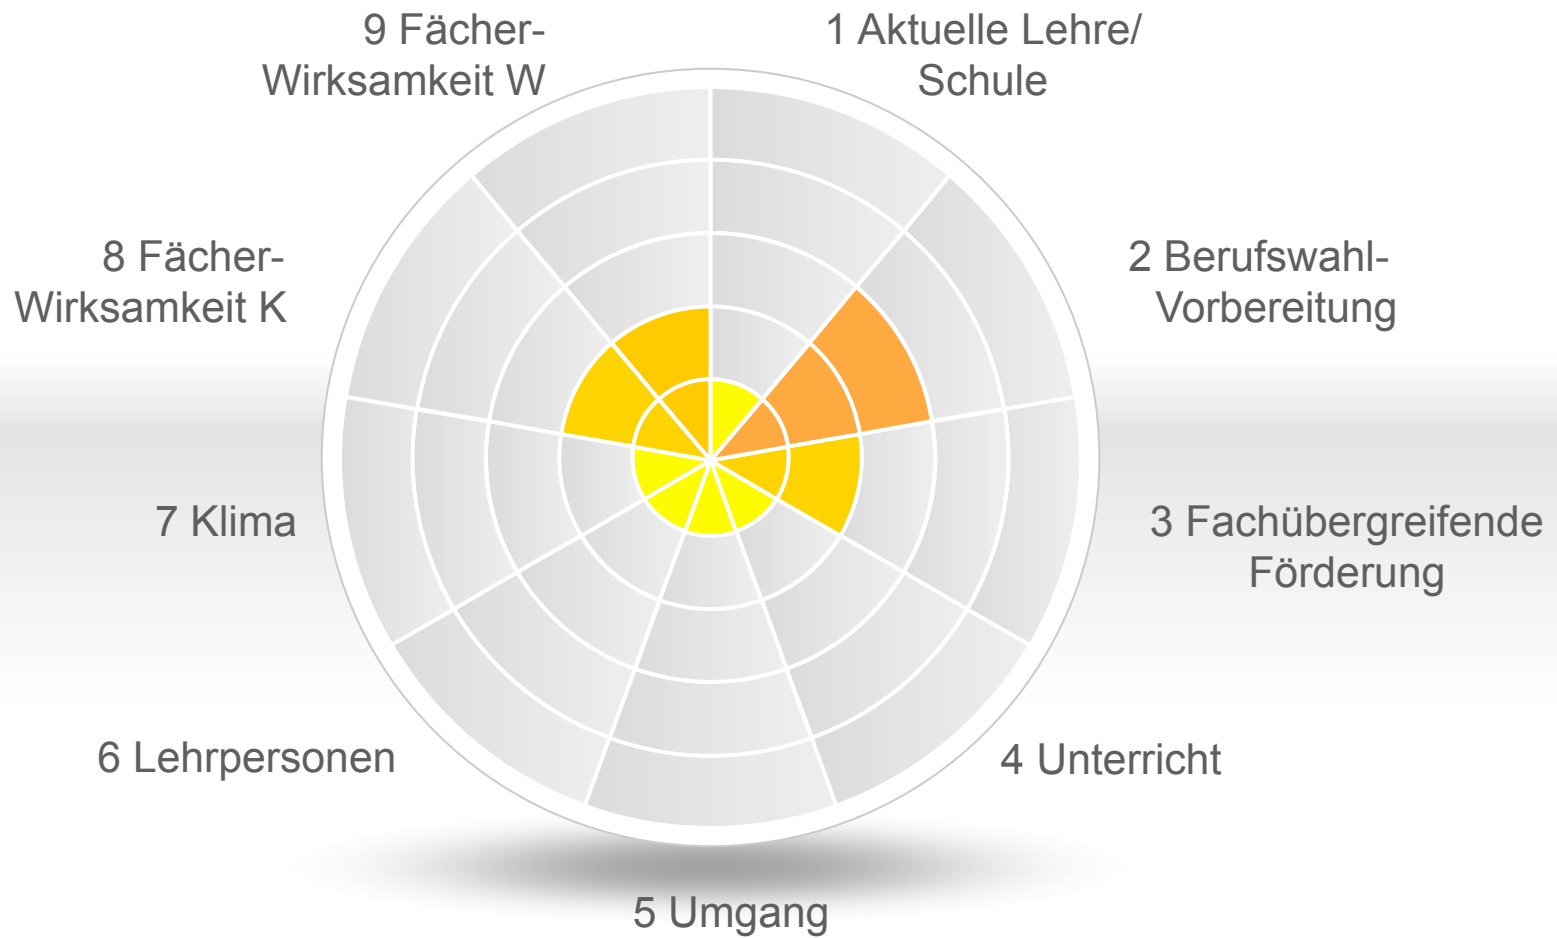 9 Fächer-
Wirksamkeit W
1 Aktuelle Lehre/
Schule
8 Fächer-
Wirksamkeit K
2 Berufswahl-
Vorbereitung
7 Klima
3 Fachübergreifende
Förderung
6 Lehrpersonen
4 Unterricht
5 Umgang